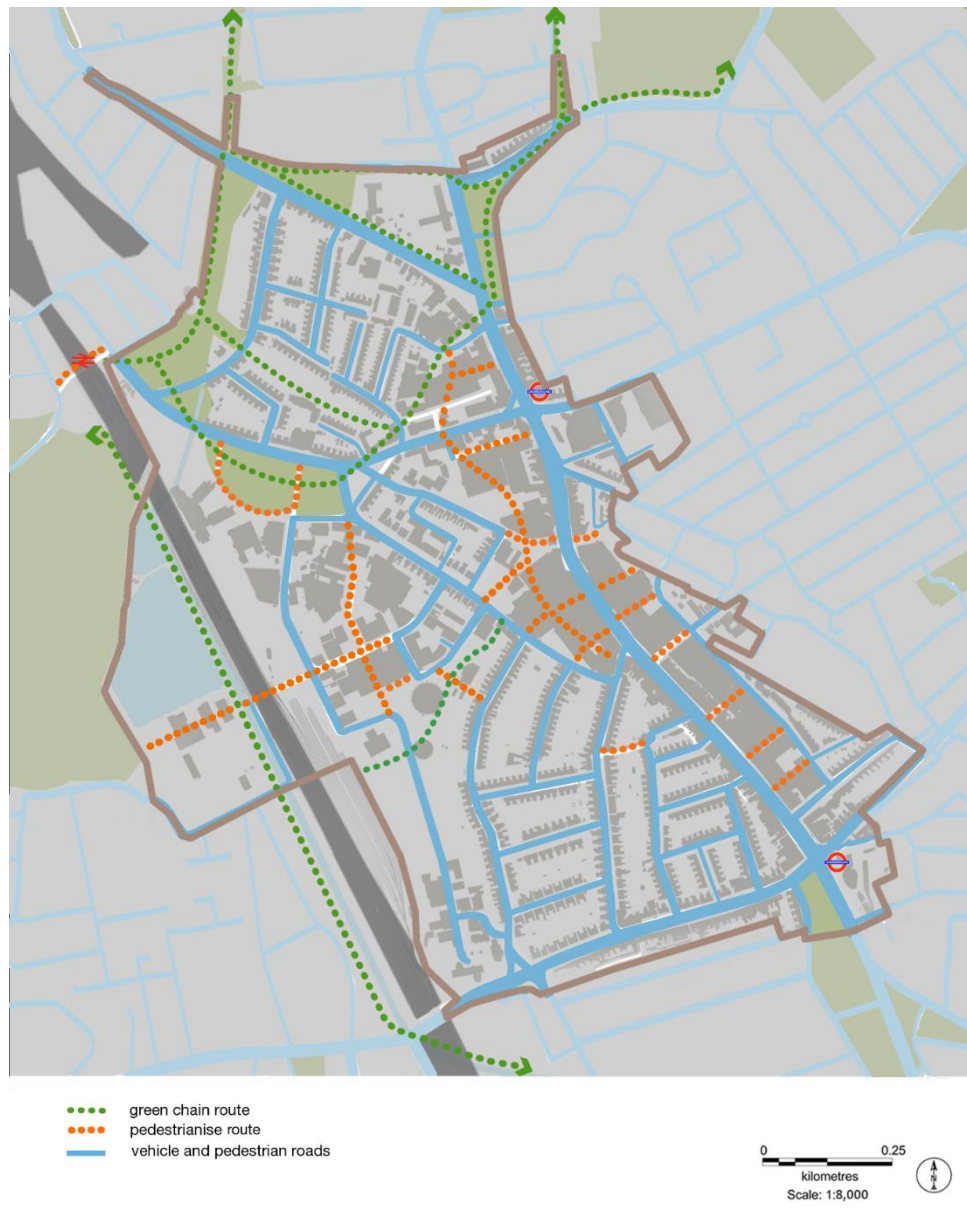 green chain route
pedestrianise route
vehicle and pedestrian roads
0 0.25
kilometres
Scale: 1:8,000
N